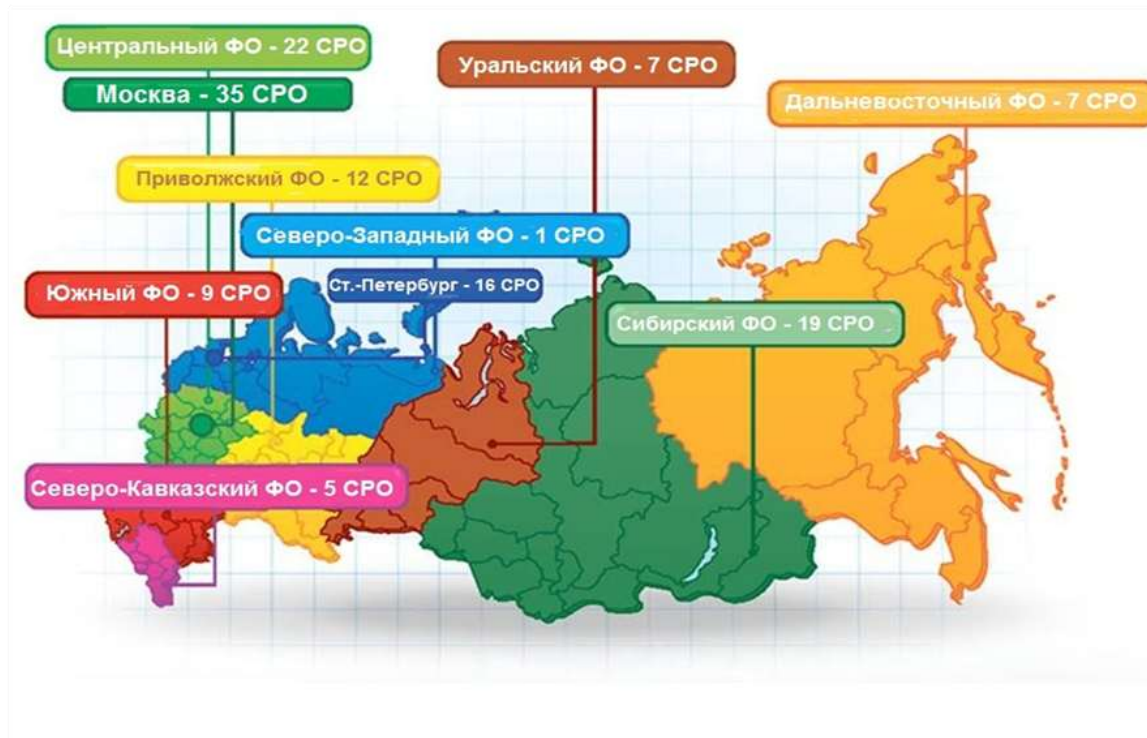 Центральный ФО - 22 СРО
Москва - 35 СРО
Уральский ФО - 7 СРО
Дальневосточный ФО - 7 СРО
Приволжский ФО - 12 СРО
Северо-Западный ФО - 1 СРО
Ст.-Петербург - 16 СРО
Южный ФО - 9 СРО
Сибирский ФО - 19 СРО
Северо-Кавказский ФО - 5 СРО